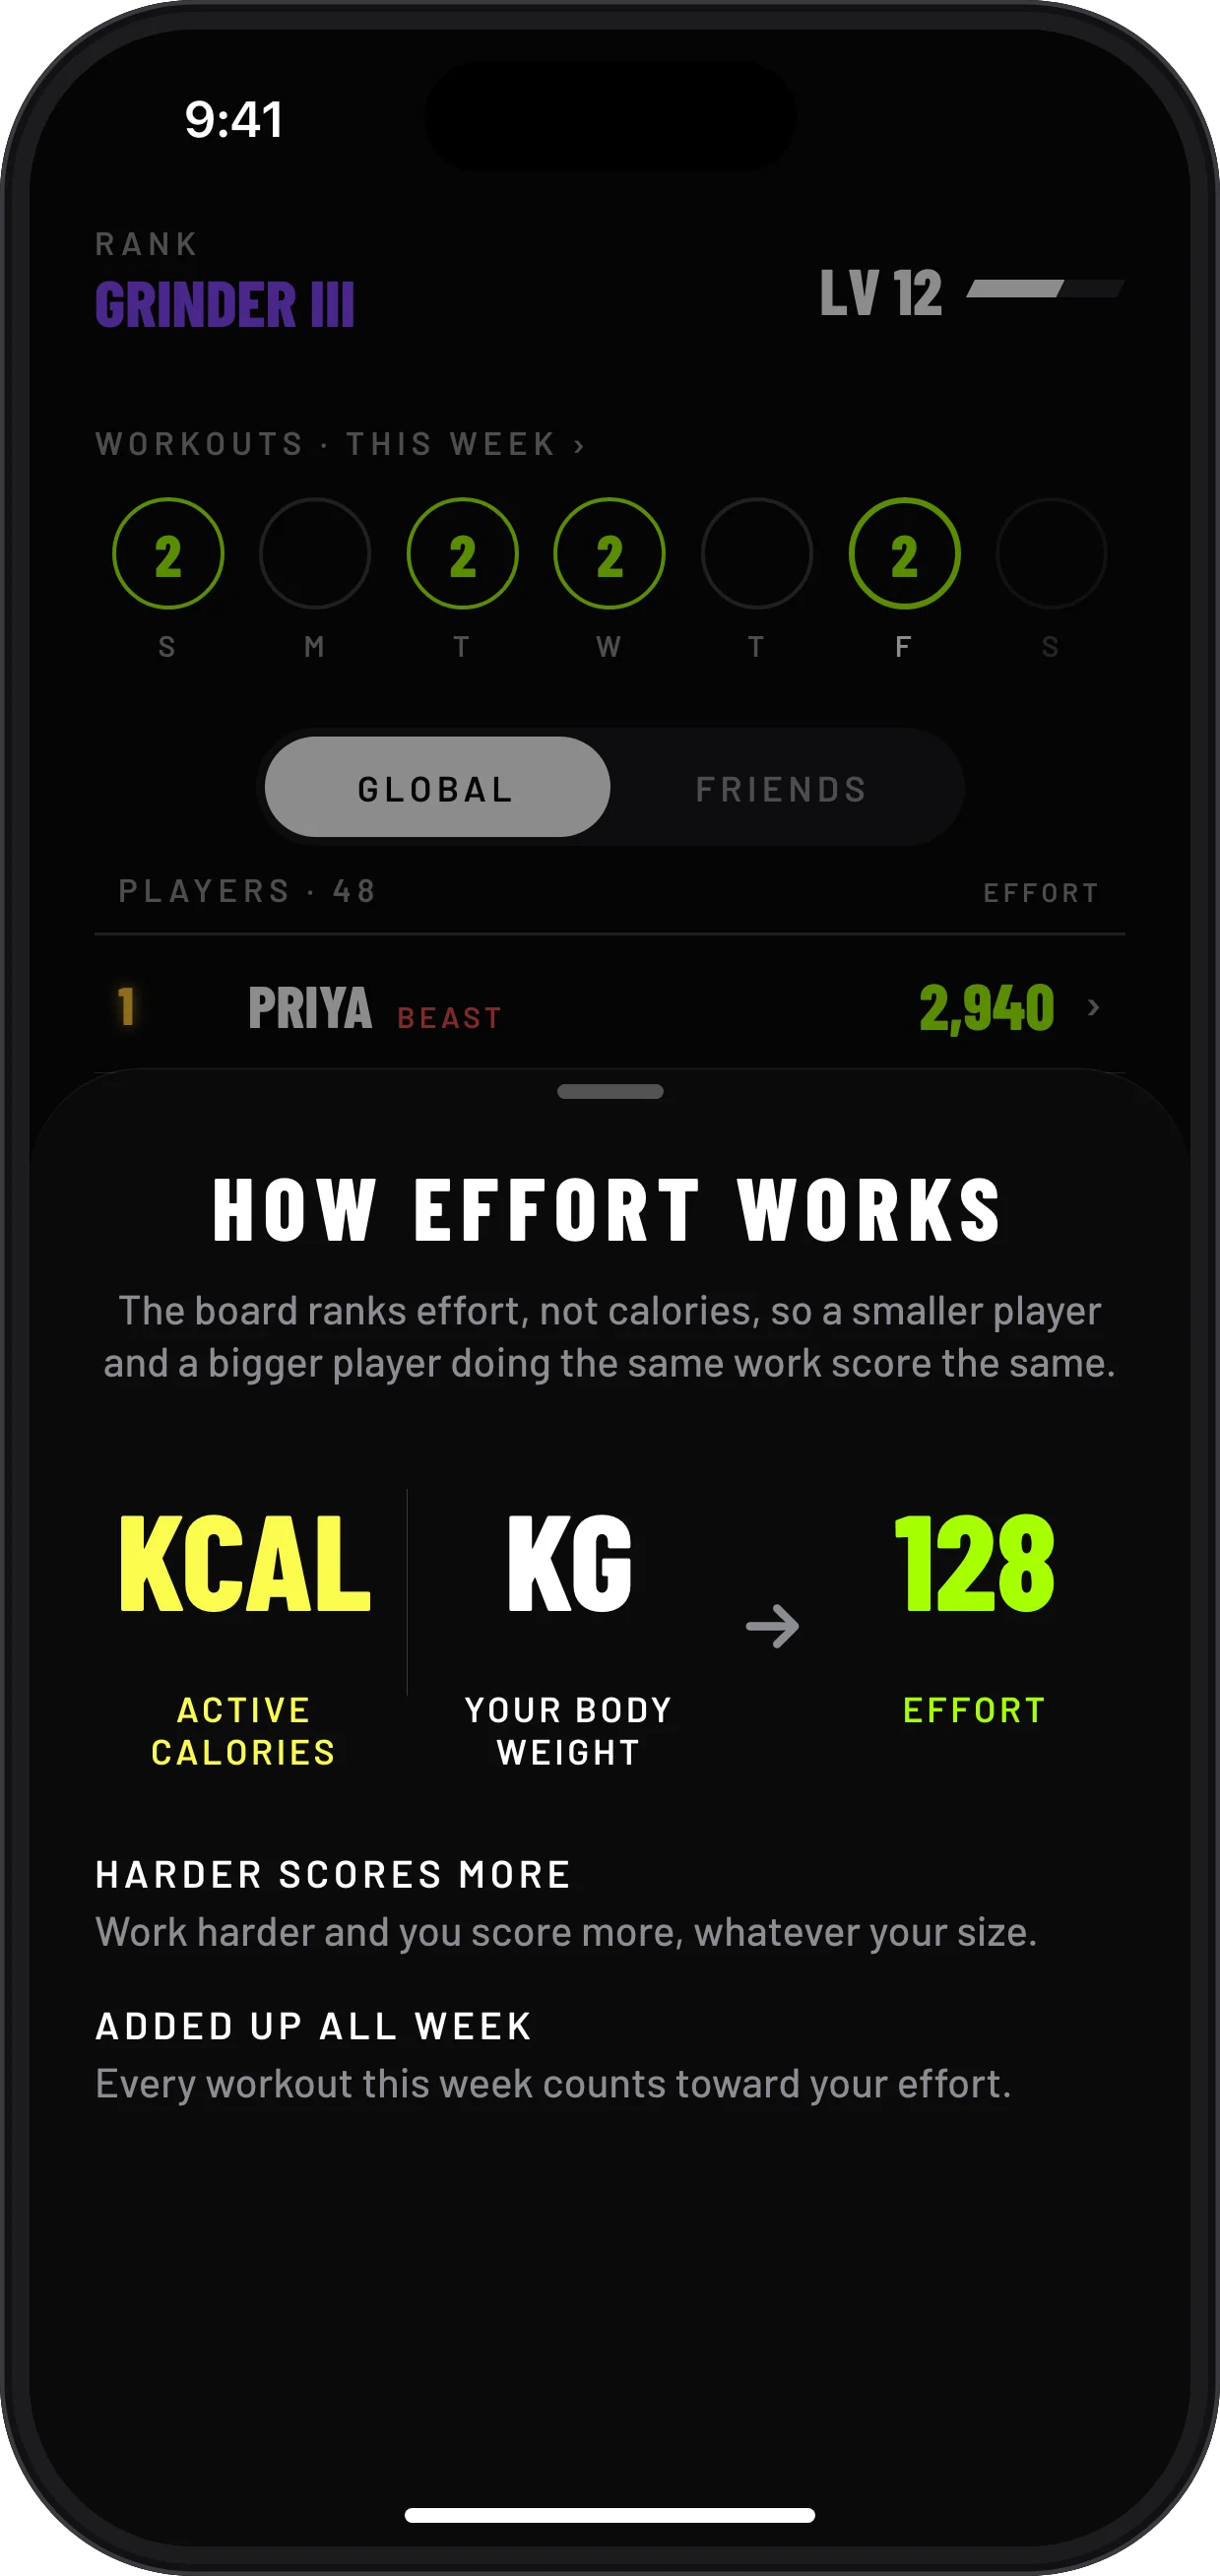 9:41
RANK
GRINDER III
LV 12
WORKOUTS · THIS WEEK ›
2 2 2 2
S M T W T F S
GLOBAL FRIENDS
PLAYERS · 48 EFFORT
1 PRIYA BEAST 2,940 ›
HOW EFFORT WORKS
The board ranks effort, not calories, so a smaller player
and a bigger player doing the same work score the same.
KCAL KG → 128
ACTIVE YOUR BODY EFFORT
CALORIES WEIGHT
HARDER SCORES MORE
Work harder and you score more, whatever your size.
ADDED UP ALL WEEK
Every workout this week counts toward your effort.